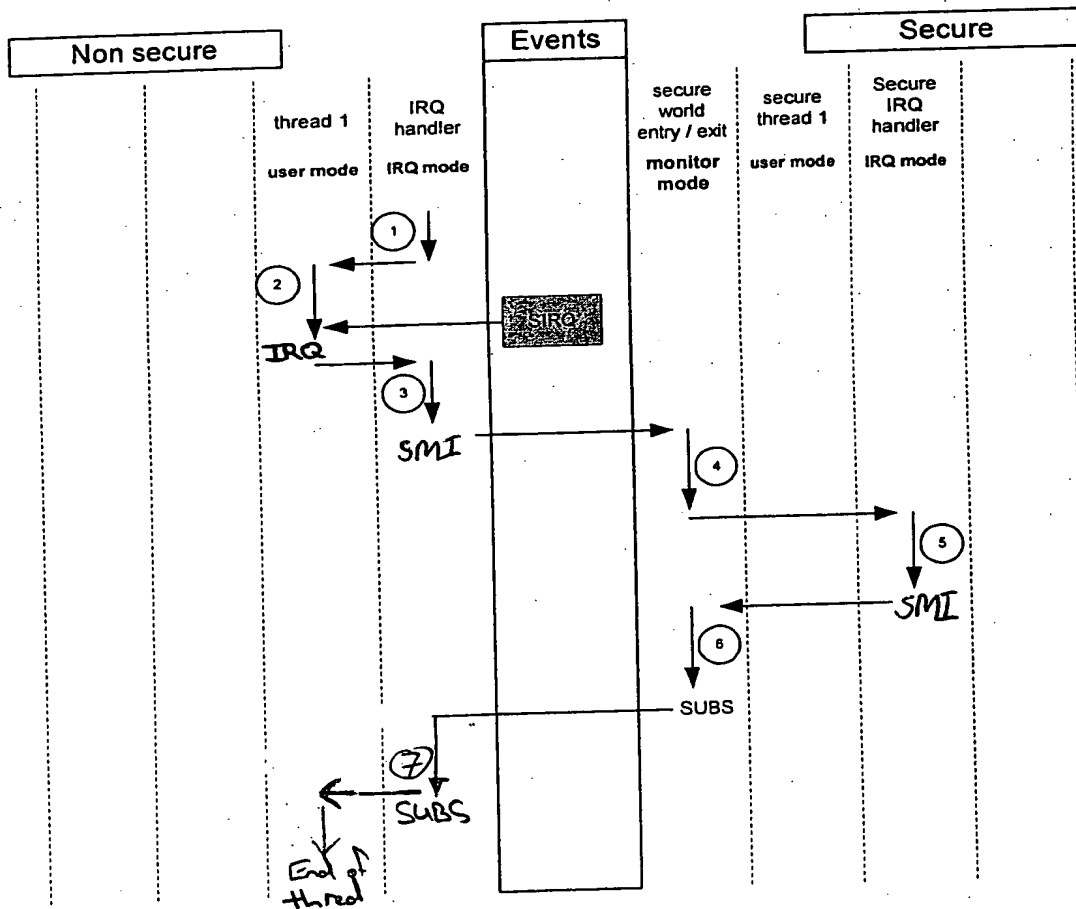 Non secure
Events
Secure
thread 1
user mode
IRQ
handler
IRQ mode
secure
world
entry / exit
monitor
mode
secure
thread 1
user mode
Secure
IRQ
handler
IRQ mode
1
2
SIRQ
IRQ
3
SMI
4
5
SMI
6
SUBS
7
SUBS
End of
thread